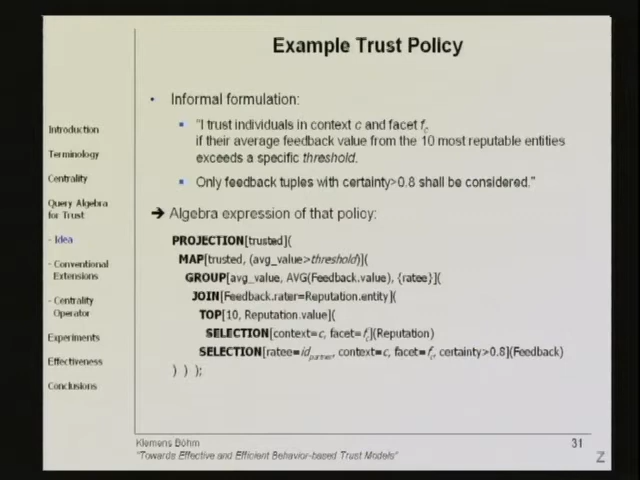 Example Trust Policy
Introduction
Terminology
Centrality
Query Algebra
for Trust
- Idea
- Conventional
Extensions
- Centrality
Operator
Experiments
Effectiveness
Conclusions
• Informal formulation:
▪ "I trust individuals in context c and facet fc
if their average feedback value from the 10 most reputable entities
exceeds a specific threshold.
▪ Only feedback tuples with certainty>0.8 shall be considered."
➔ Algebra expression of that policy:
PROJECTION[trusted](
MAP[trusted, (avg_value>threshold)](
GROUP[avg_value, AVG(Feedback.value), {ratee}](
JOIN[Feedback.rater=Reputation.entity](
TOP[10, Reputation.value](
SELECTION[context=c, facet=fc](Reputation)
SELECTION[ratee=idpartner, context=c, facet=fc, certainty>0.8](Feedback)
) ) );
Klemens Böhm
"Towards Effective and Efficient Behavior-based Trust Models"
31
Z